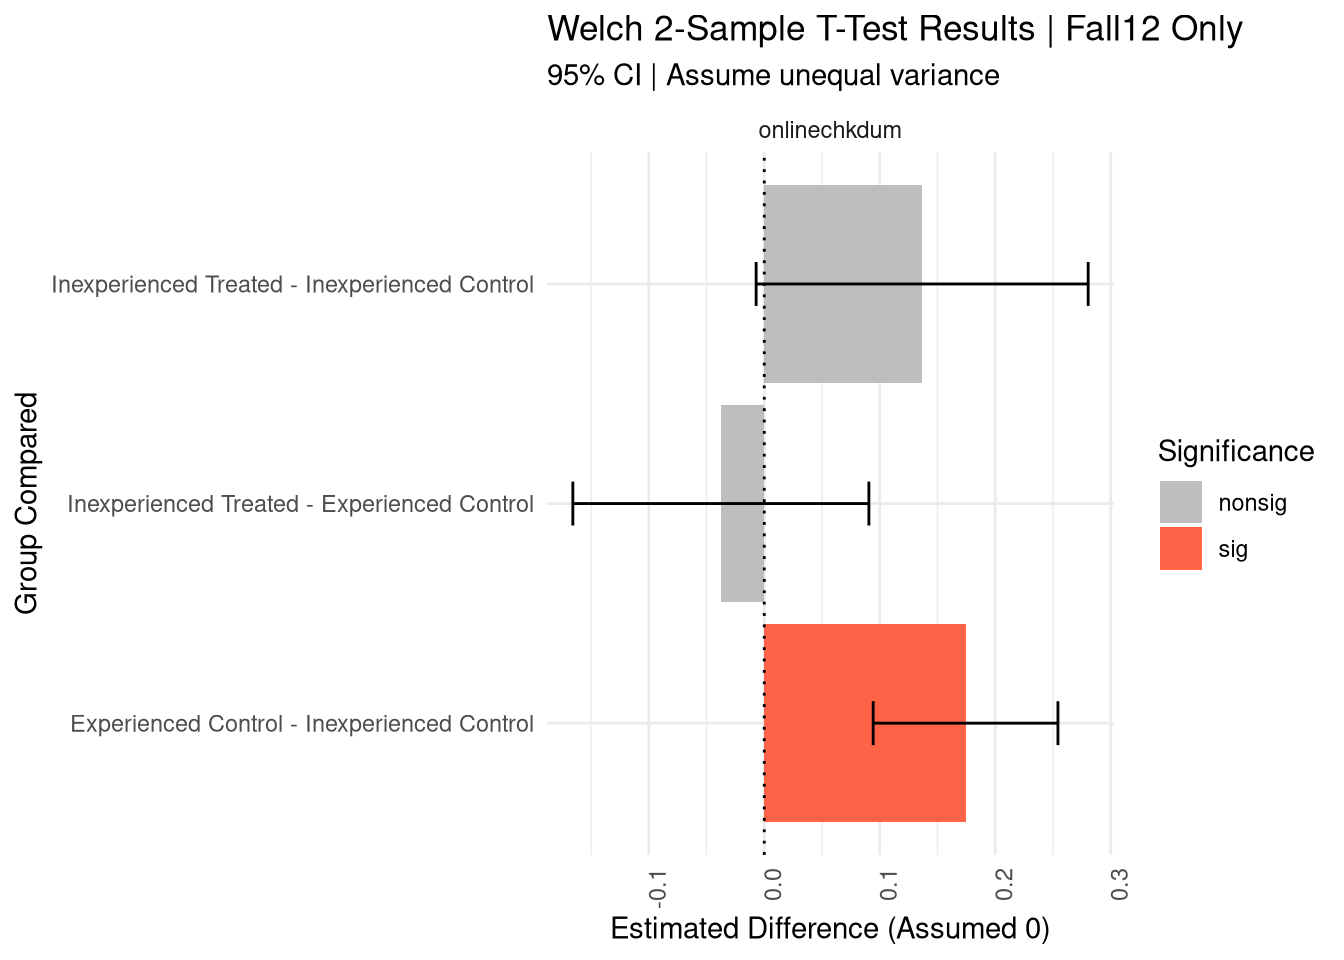 Welch 2-Sample T-Test Results | Fall12 Only
95% CI | Assume unequal variance
onlinechkdum
Group Compared
Inexperienced Treated - Inexperienced Control
Inexperienced Treated - Experienced Control
Experienced Control - Inexperienced Control
-0.1
0.0
0.1
0.2
0.3
Estimated Difference (Assumed 0)
Significance
nonsig
sig